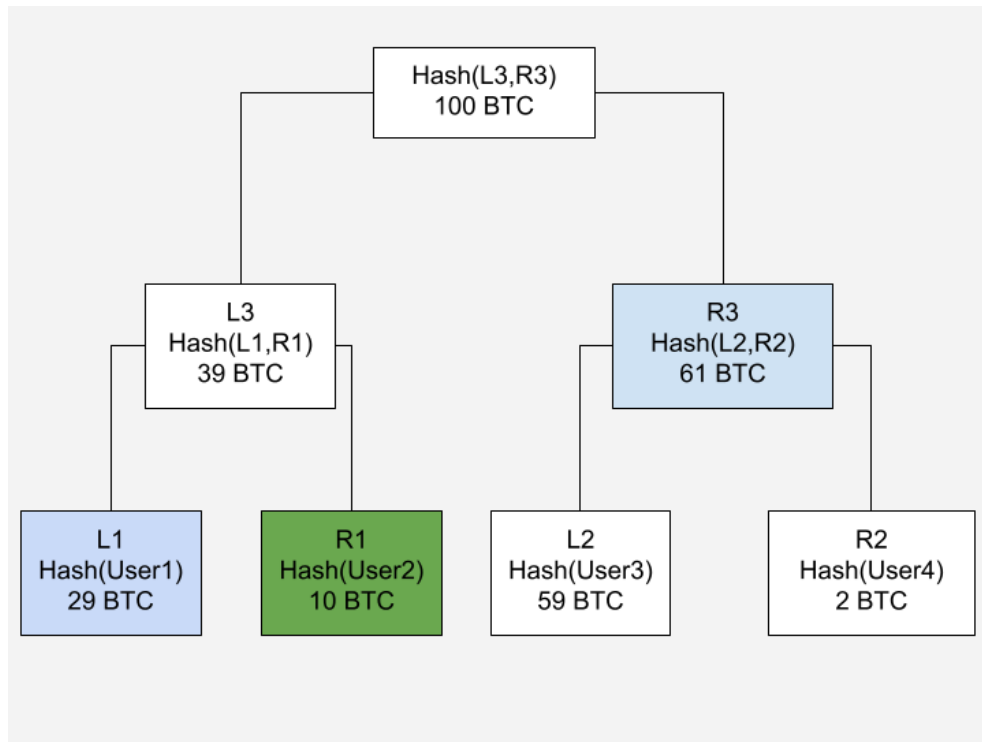 Hash(L3,R3)
100 BTC
L3
Hash(L1,R1)
39 BTC
R3
Hash(L2,R2)
61 BTC
L1
Hash(User1)
29 BTC
R1
Hash(User2)
10 BTC
L2
Hash(User3)
59 BTC
R2
Hash(User4)
2 BTC